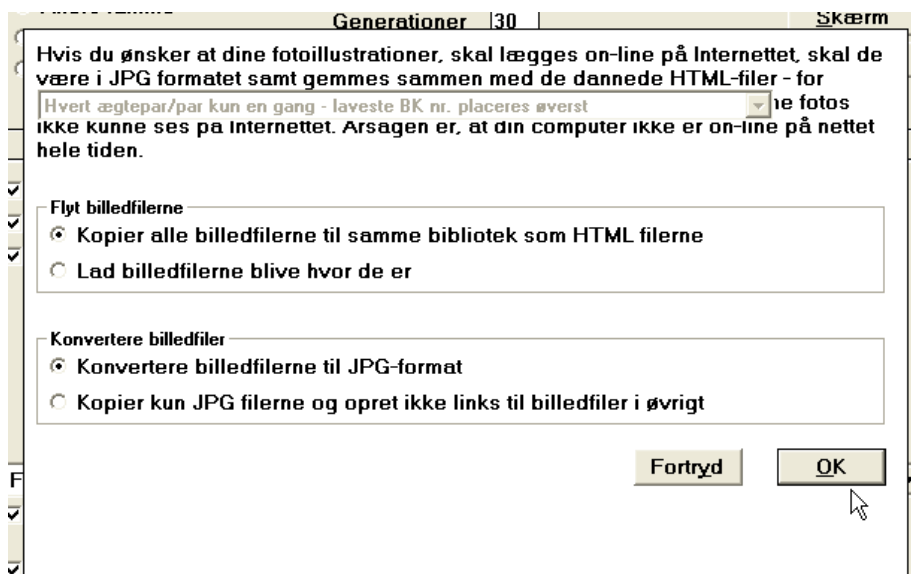 Generationer 30
Skærm
Hvis du ønsker at dine fotoillustrationer, skal lægges on-line på Internettet, skal de
være i JPG formatet samt gemmes sammen med de dannede HTML-filer - for
Hvert ægtepar/par kun en gang - laveste BK nr. placeres øverst
ne fotos
ikke kunne ses på Internettet. Årsagen er, at din computer ikke er on-line på nettet
hele tiden.
Flyt billedfilerne
Kopier alle billedfilerne til samme bibliotek som HTML filerne
Lad billedfilerne blive hvor de er
Konvertere billedfiler
Konvertere billedfilerne til JPG-format
Kopier kun JPG filerne og opret ikke links til billedfiler i øvrigt
Fortryd
OK
F